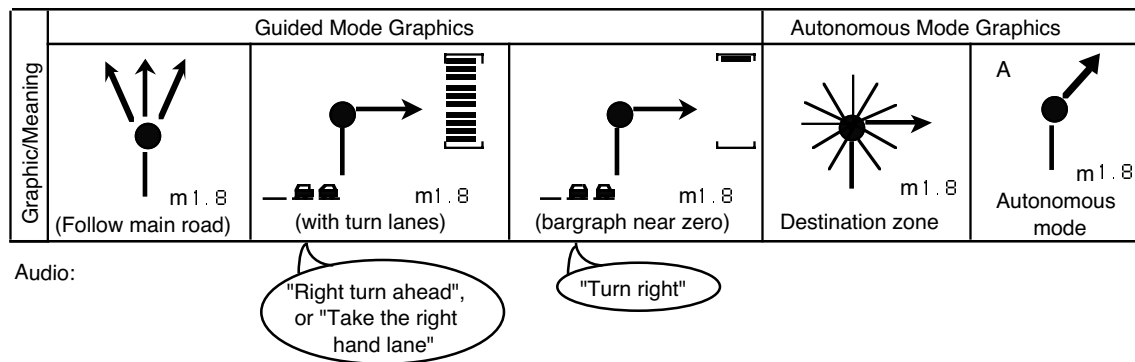 Guided Mode Graphics
Autonomous Mode Graphics
Graphic/Meaning
m1.8
(Follow main road)
m1.8
(with turn lanes)
m1.8
(bargraph near zero)
m1.8
Destination zone
A
m1.8
Autonomous
mode
Audio:
"Right turn ahead",
or "Take the right
hand lane"
"Turn right"